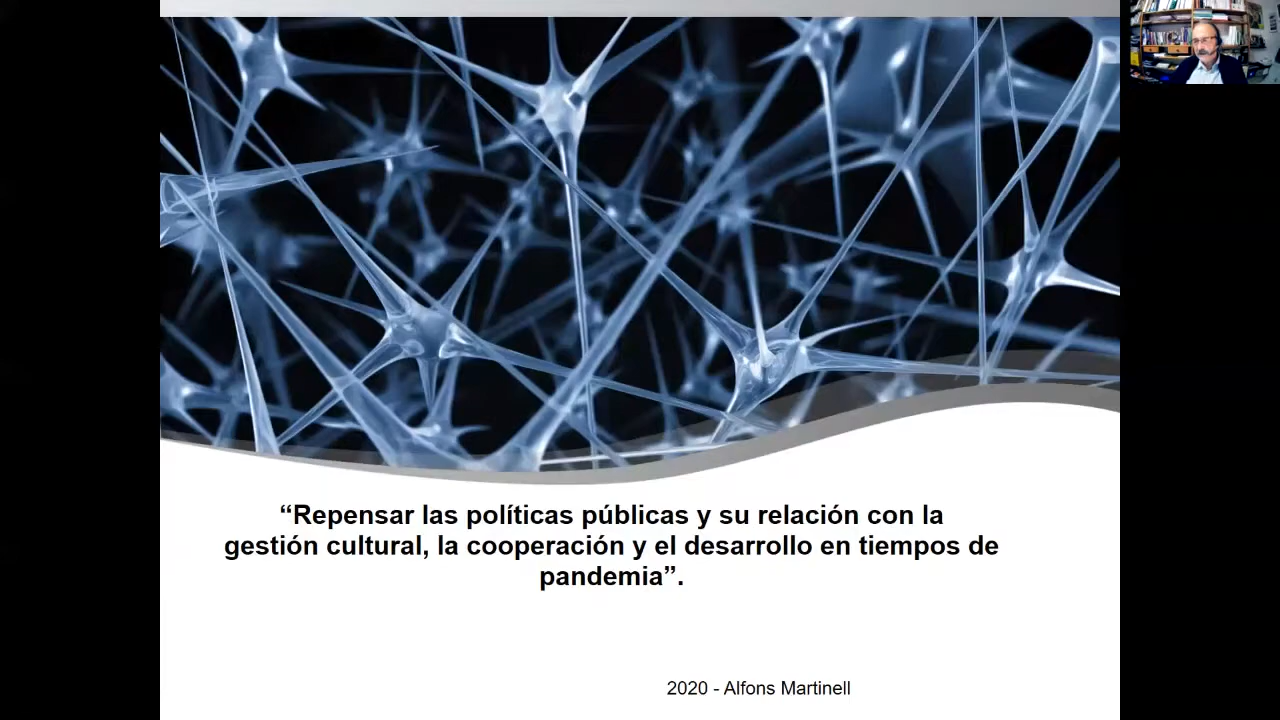 “Repensar las políticas públicas y su relación con la
gestión cultural, la cooperación y el desarrollo en tiempos de
pandemia”.
2020 - Alfons Martinell